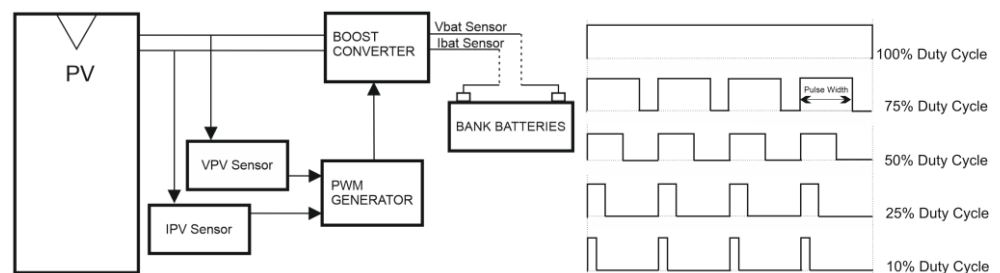 PV
BOOST
CONVERTER
Vbat Sensor
Ibat Sensor
BANK BATTERIES
VPV Sensor
IPV Sensor
PWM
GENERATOR
100% Duty Cycle
Pulse Width
75% Duty Cycle
50% Duty Cycle
25% Duty Cycle
10% Duty Cycle